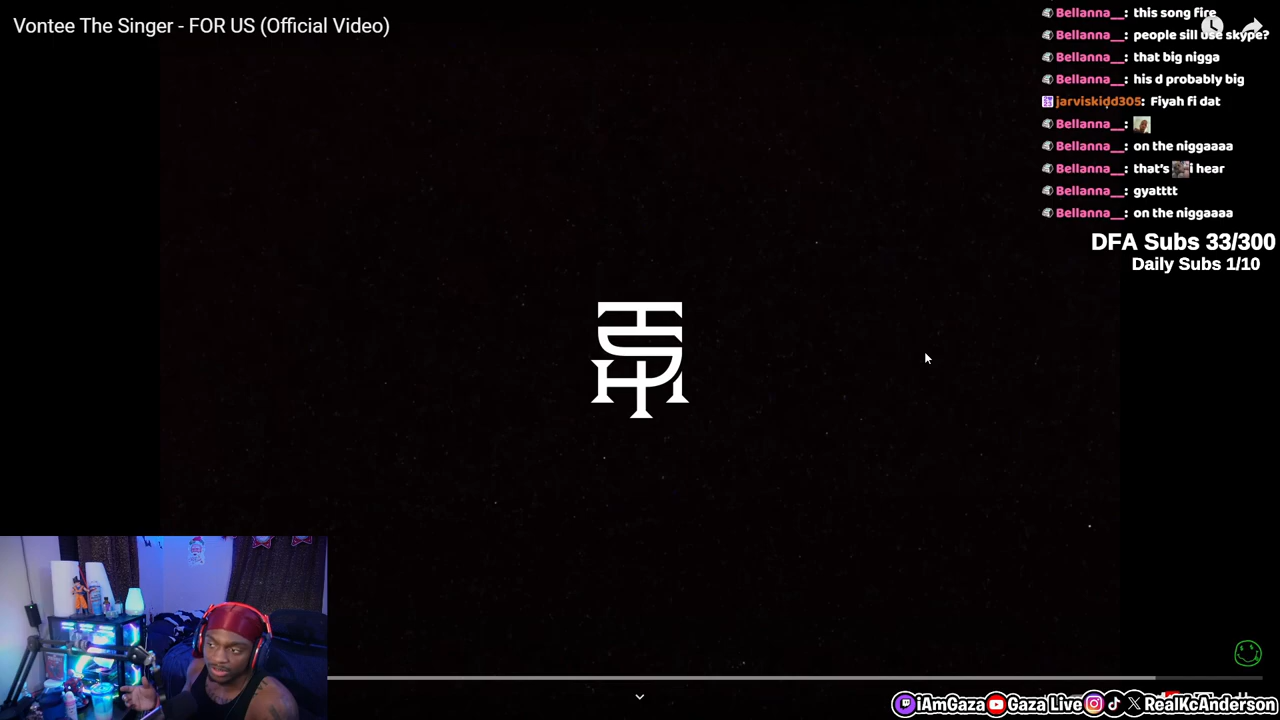 Vontee The Singer - FOR US (Official Video)
Bellanna__: this song fire
Bellanna__: people sill use skype?
Bellanna__: that big nigga
Bellanna__: his d probably big
jarviskidd305: Fiyah fi dat
Bellanna__:
Bellanna__: on the niggaaaa
Bellanna__: that's i hear
Bellanna__: gyatttt
Bellanna__: on the niggaaaa
DFA Subs 33/300
Daily Subs 1/10
iAmGaza Gaza Live RealKcAnderson